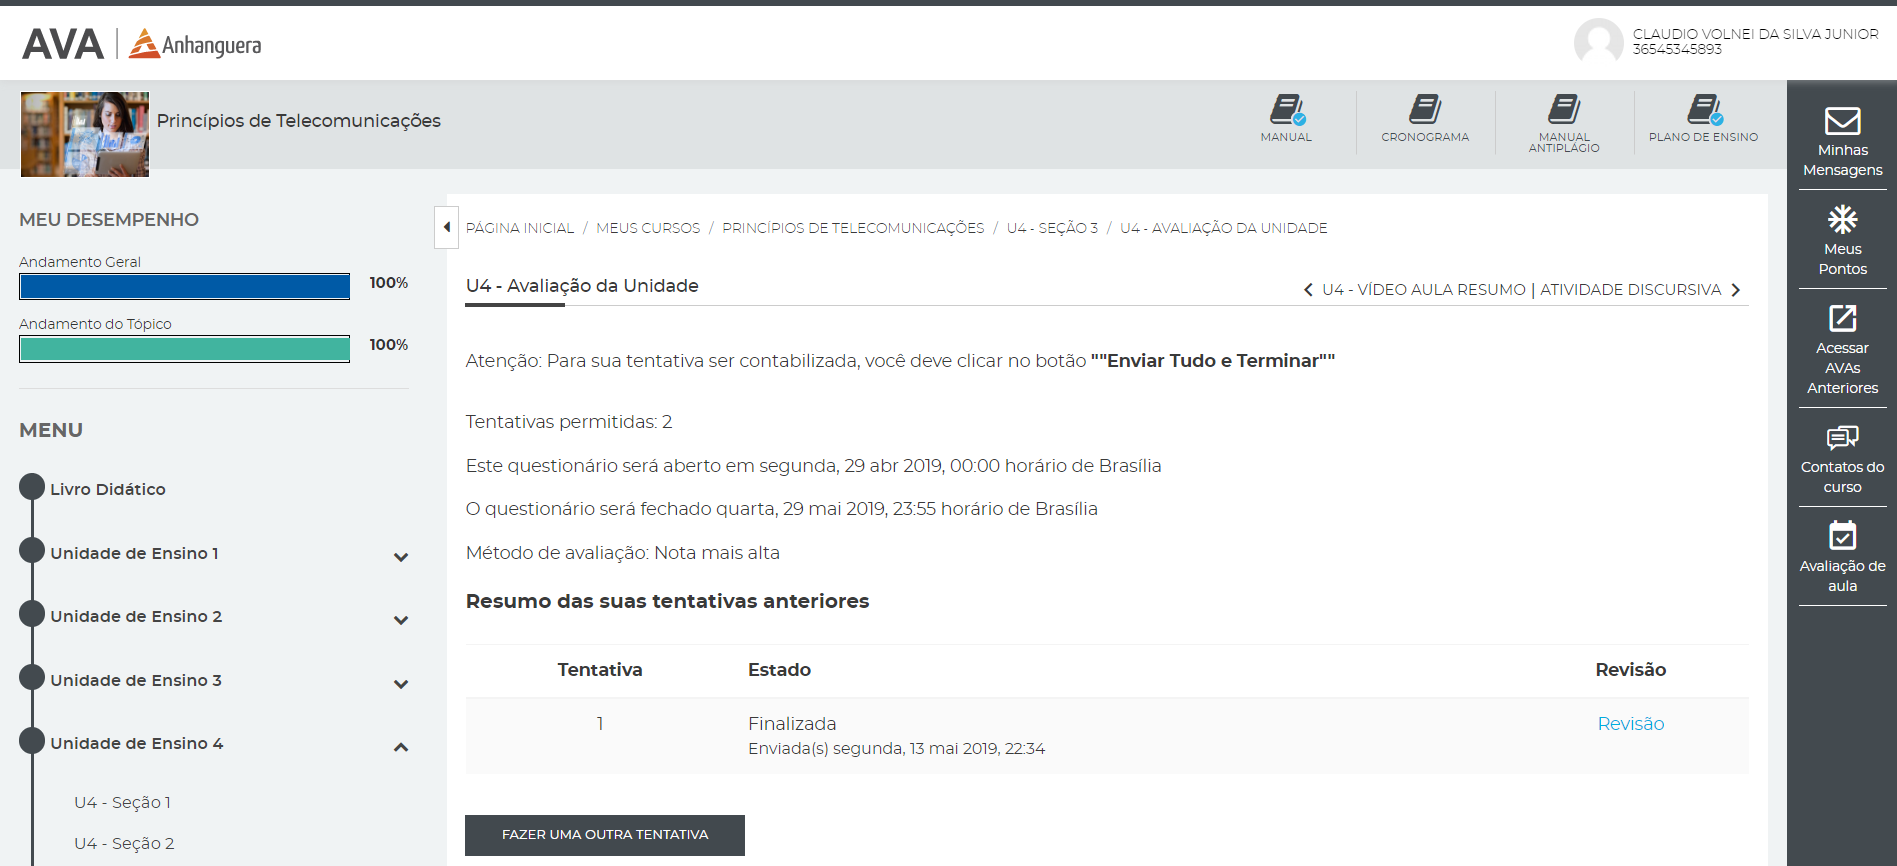 AVA | Anhanguera
CLAUDIO VOLNEI DA SILVA JUNIOR
36545345893
Princípios de Telecomunicações
MANUAL
CRONOGRAMA
MANUAL
ANTIPLÁGIO
PLANO DE ENSINO
Minhas
Mensagens
Meus
Pontos
Acessar
AVAs
Anteriores
Contatos do
curso
Avaliação de
aula
MEU DESEMPENHO
Andamento Geral
100%
Andamento do Tópico
100%
MENU
Livro Didático
Unidade de Ensino 1
Unidade de Ensino 2
Unidade de Ensino 3
Unidade de Ensino 4
U4 - Seção 1
U4 - Seção 2
PÁGINA INICIAL / MEUS CURSOS / PRINCÍPIOS DE TELECOMUNICAÇÕES / U4 - SEÇÃO 3 / U4 - AVALIAÇÃO DA UNIDADE
U4 - Avaliação da Unidade
U4 - VÍDEO AULA RESUMO | ATIVIDADE DISCURSIVA
Atenção: Para sua tentativa ser contabilizada, você deve clicar no botão ""Enviar Tudo e Terminar""
Tentativas permitidas: 2
Este questionário será aberto em segunda, 29 abr 2019, 00:00 horário de Brasília
O questionário será fechado quarta, 29 mai 2019, 23:55 horário de Brasília
Método de avaliação: Nota mais alta
Resumo das suas tentativas anteriores
Tentativa Estado Revisão
1 Finalizada Revisão
Enviada(s) segunda, 13 mai 2019, 22:34
FAZER UMA OUTRA TENTATIVA